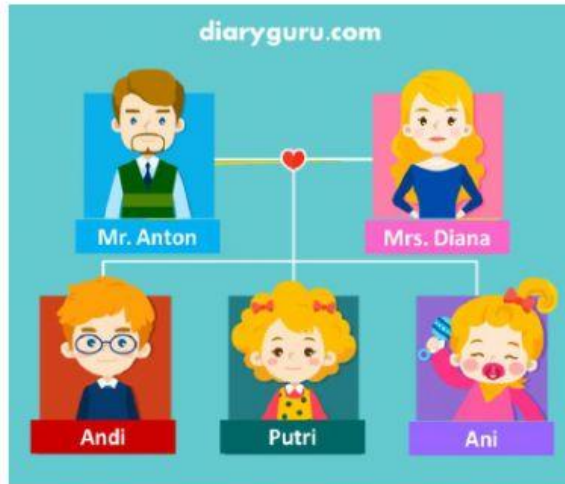 diaryguru.com
Mr. Anton
Mrs. Diana
Andi
Putri
Ani